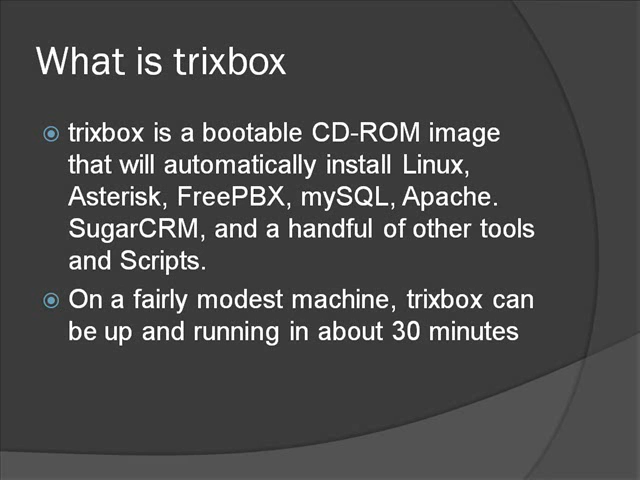 What is trixbox
trixbox is a bootable CD-ROM image
that will automatically install Linux,
Asterisk, FreePBX, mySQL, Apache.
SugarCRM, and a handful of other tools
and Scripts.
On a fairly modest machine, trixbox can
be up and running in about 30 minutes